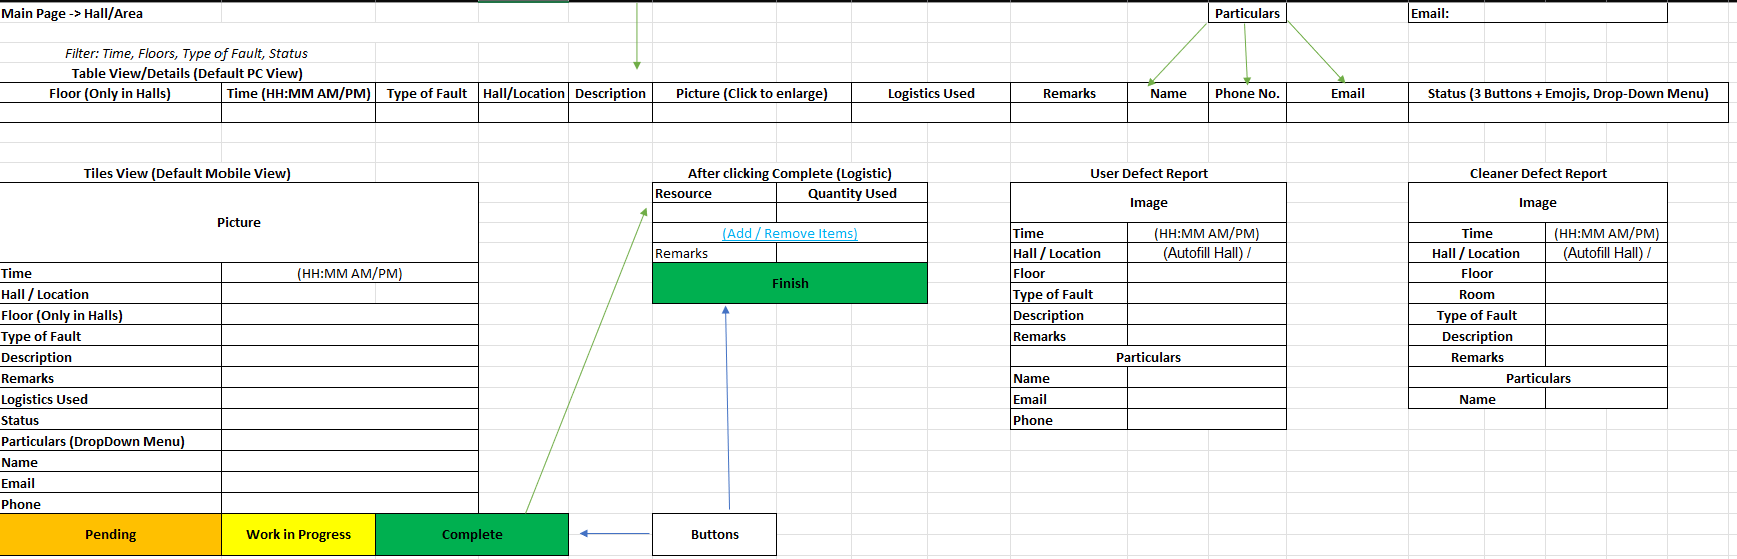 Main Page -> Hall/Area
Particulars
Email:
Filter: Time, Floors, Type of Fault, Status
Table View/Details (Default PC View)
Floor (Only in Halls) Time (HH:MM AM/PM) Type of Fault Hall/Location Description Picture (Click to enlarge) Logistics Used Remarks Name Phone No. Email Status (3 Buttons + Emojis, Drop-Down Menu)
Tiles View (Default Mobile View)
Picture
Time (HH:MM AM/PM)
Hall / Location
Floor (Only in Halls)
Type of Fault
Description
Remarks
Logistics Used
Status
Particulars (DropDown Menu)
Name
Email
Phone
Pending Work in Progress Complete
Buttons
After clicking Complete (Logistic)
Resource Quantity Used
(Add / Remove Items)
Remarks
Finish
User Defect Report
Image
Time (HH:MM AM/PM)
Hall / Location (Autofill Hall) /
Floor
Type of Fault
Description
Remarks
Particulars
Name
Email
Phone
Cleaner Defect Report
Image
Time (HH:MM AM/PM)
Hall / Location (Autofill Hall) /
Floor
Room
Type of Fault
Description
Remarks
Particulars
Name